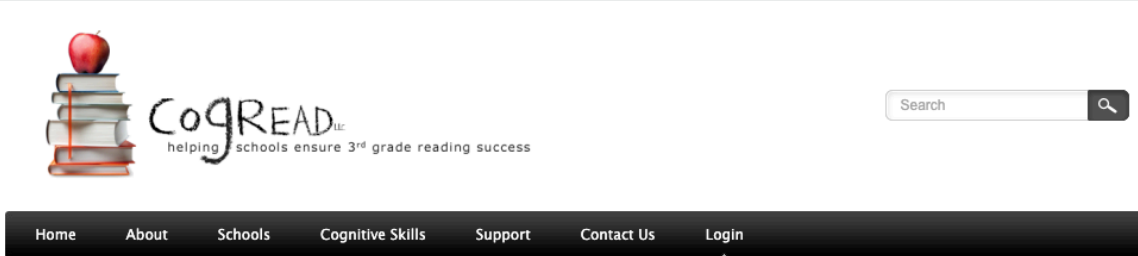 CogREAD LLC
helping schools ensure 3rd grade reading success
Search
Home About Schools Cognitive Skills Support Contact Us Login